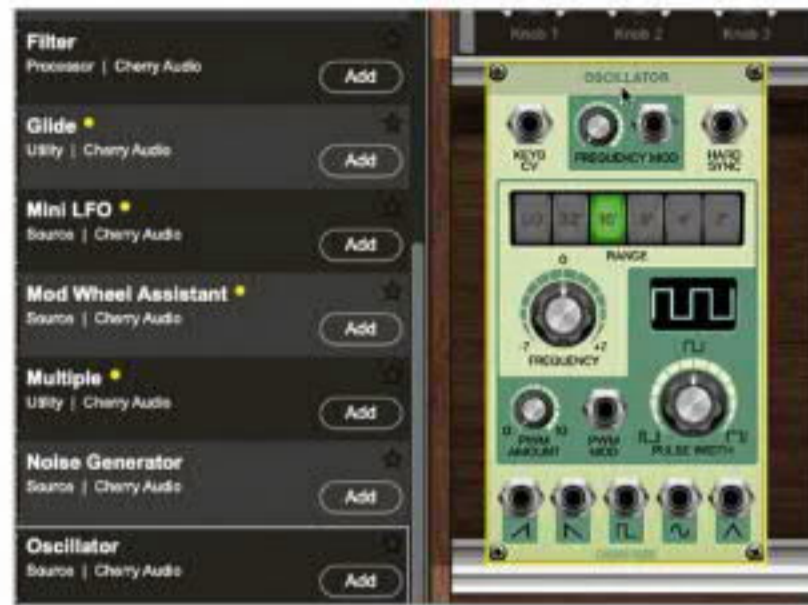 Filter
Processor | Cherry Audio
Add
Glide
Utility | Cherry Audio
Add
Mini LFO
Source | Cherry Audio
Add
Mod Wheel Assistant
Source | Cherry Audio
Add
Multiple
Utility | Cherry Audio
Add
Noise Generator
Source | Cherry Audio
Add
Oscillator
Source | Cherry Audio
Add
Knob 1 Knob 2 Knob 3
OSCILLATOR
KEYB CV
FREQUENCY MOD
HARD SYNC
LO 32' 16' 8' 4' 2'
RANGE
0
-7 +7
FREQUENCY
0 10
PWM AMOUNT
PWM MOD
PULSE WIDTH